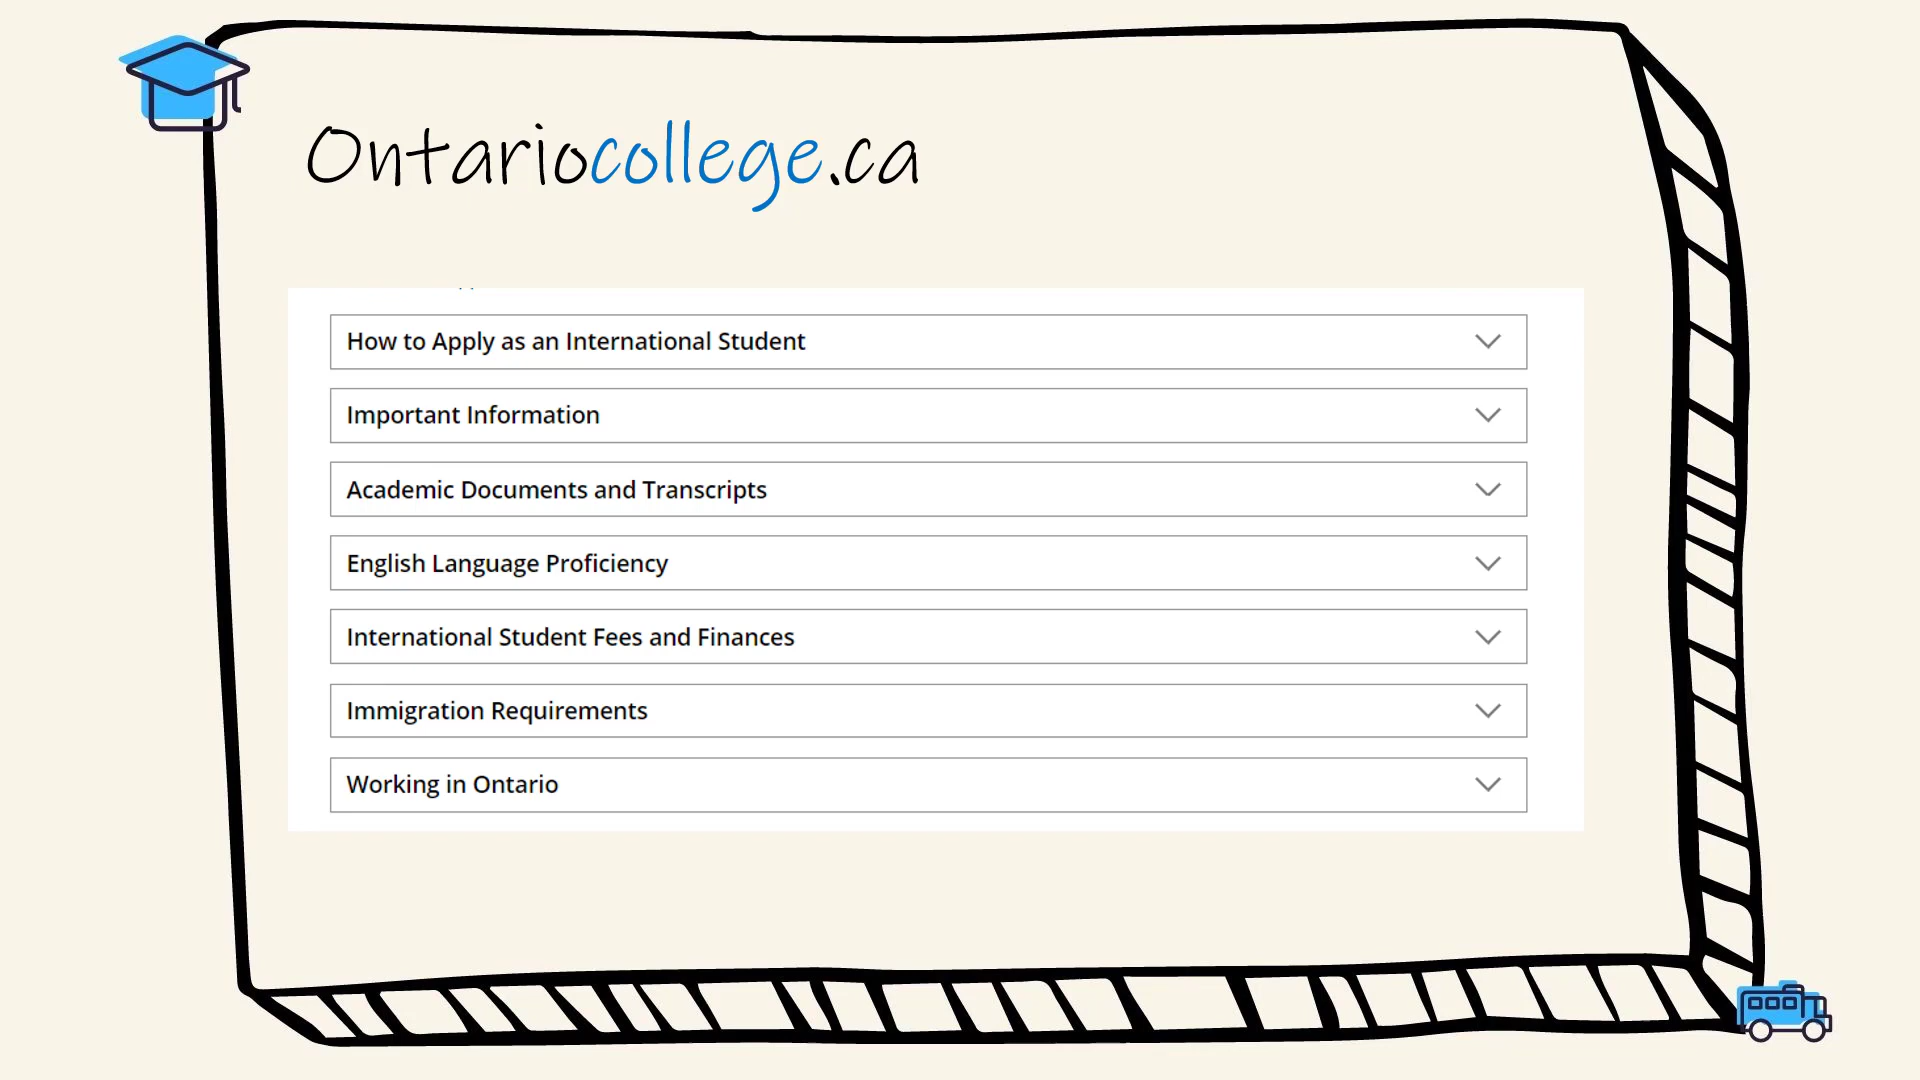 Ontariocollege.ca
How to Apply as an International Student
Important Information
Academic Documents and Transcripts
English Language Proficiency
International Student Fees and Finances
Immigration Requirements
Working in Ontario